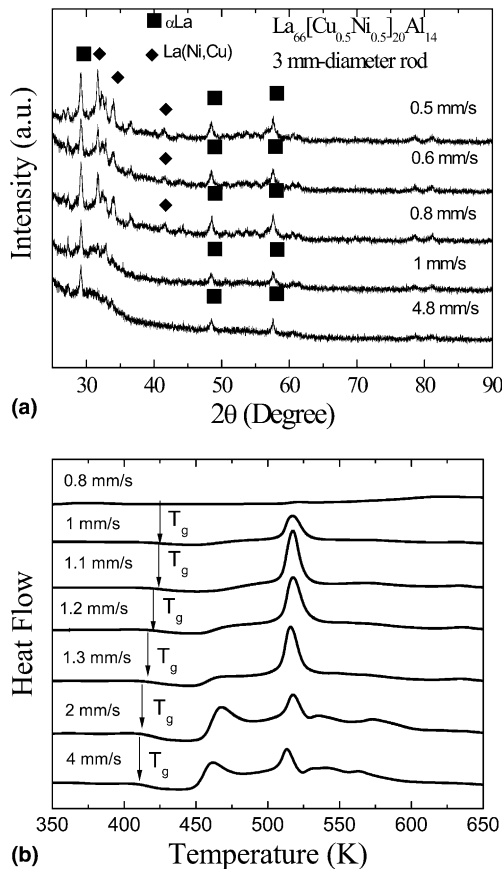 ■ αLa
◆ La(Ni,Cu)
La₆₆[Cu₀.₅Ni₀.₅]₂₀Al₁₄
3 mm-diameter rod
0.5 mm/s
0.6 mm/s
0.8 mm/s
1 mm/s
4.8 mm/s
Intensity (a.u.)
30 40 50 60 70 80 90
2θ (Degree)
(a)
0.8 mm/s
1 mm/s
Tg
1.1 mm/s
Tg
1.2 mm/s
Tg
1.3 mm/s
Tg
2 mm/s
Tg
4 mm/s
Tg
Heat Flow
350 400 450 500 550 600 650
Temperature (K)
(b)